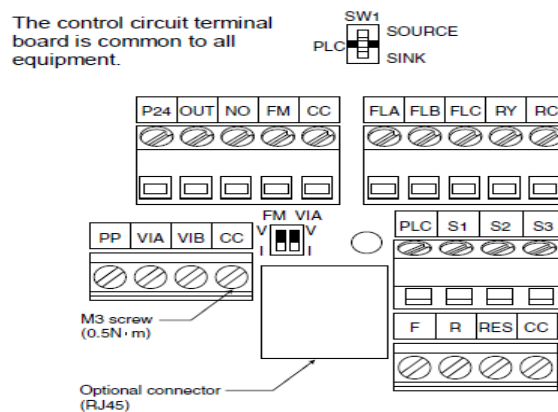 The control circuit terminal
board is common to all
equipment.
SW1
SOURCE
PLC
SINK
P24 OUT NO FM CC
FLA FLB FLC RY RC
FM VIA
V V
I I
PP VIA VIB CC
PLC S1 S2 S3
M3 screw
(0.5N·m)
F R RES CC
Optional connector
(RJ45)